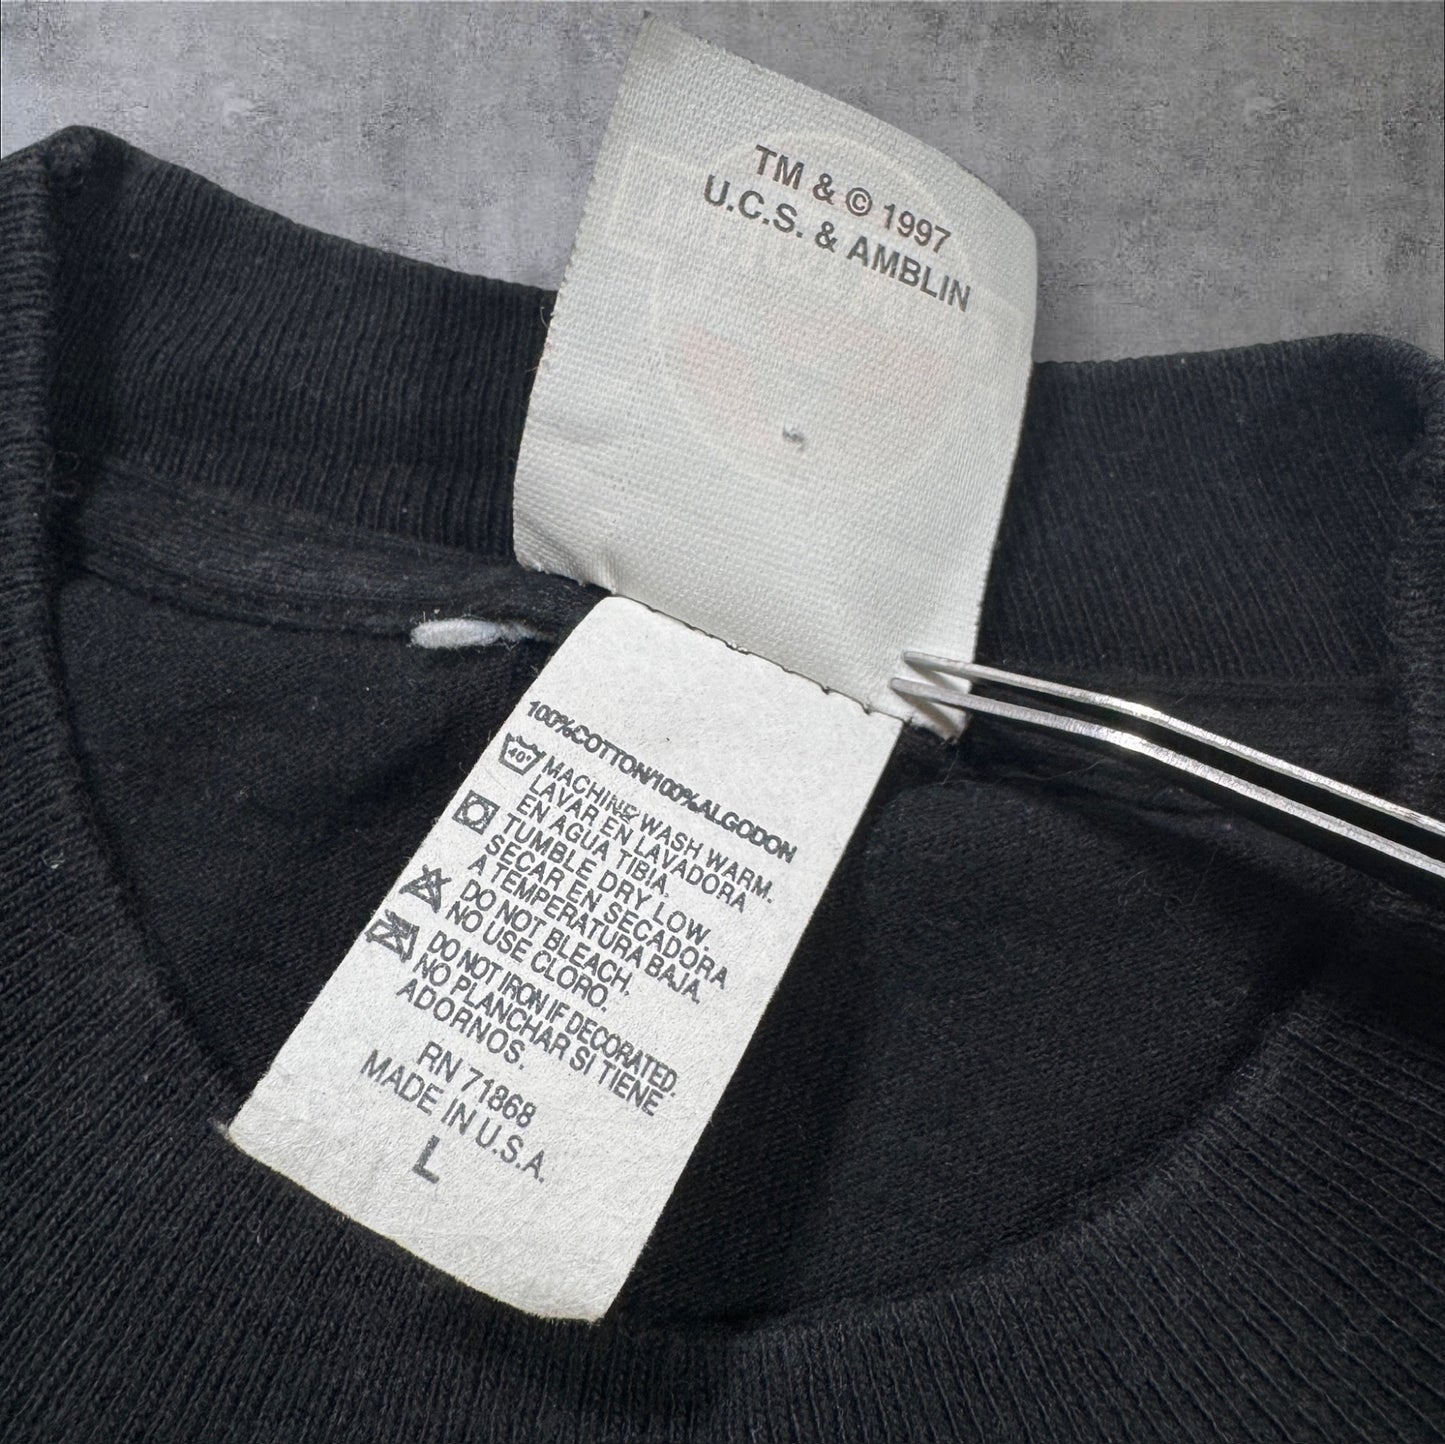 TM & © 1997
U.C.S. & AMBLIN
100%COTTON/100%ALGODON
40°
MACHINE WASH WARM.
LAVAR EN LAVADORA
EN AGUA TIBIA.
TUMBLE DRY LOW.
SECAR EN SECADORA
A TEMPERATURA BAJA.
DO NOT BLEACH.
NO USE CLORO.
DO NOT IRON IF DECORATED.
NO PLANCHAR SI TIENE
ADORNOS.
RN 71868
MADE IN U.S.A.
L